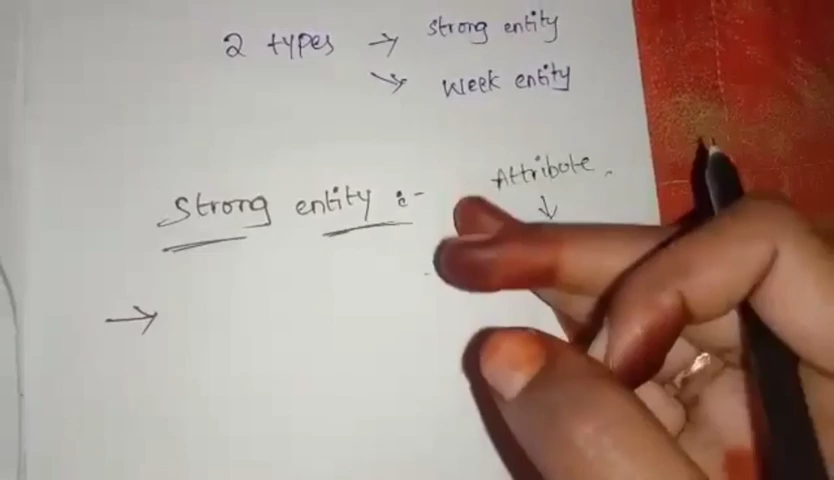 2 types → strong entity
↘ week entity
Strong entity :-
Attribute.
↓
→